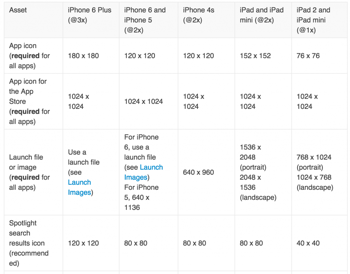 Asset
iPhone 6 Plus
(@3x)
iPhone 6 and
iPhone 5
(@2x)
iPhone 4s
(@2x)
iPad and iPad
mini (@2x)
iPad 2 and
iPad mini
(@1x)
App icon
(required for
all apps)
180 x 180
120 x 120
120 x 120
152 x 152
76 x 76
App icon for
the App
Store
(required for
all apps)
1024 x
1024
1024 x 1024
1024 x
1024
1024 x
1024
1024 x
1024
Launch file
or image
(required for
all apps)
Use a
launch file
(see
Launch
Images)
For iPhone
6, use a
launch file
(see Launch
Images)
For iPhone
5, 640 x
1136
640 x 960
1536 x
2048
(portrait)
2048 x
1536
(landscape)
768 x 1024
(portrait)
1024 x 768
(landscape)
Spotlight
search
results icon
(recommend
ed)
120 x 120
80 x 80
80 x 80
80 x 80
40 x 40